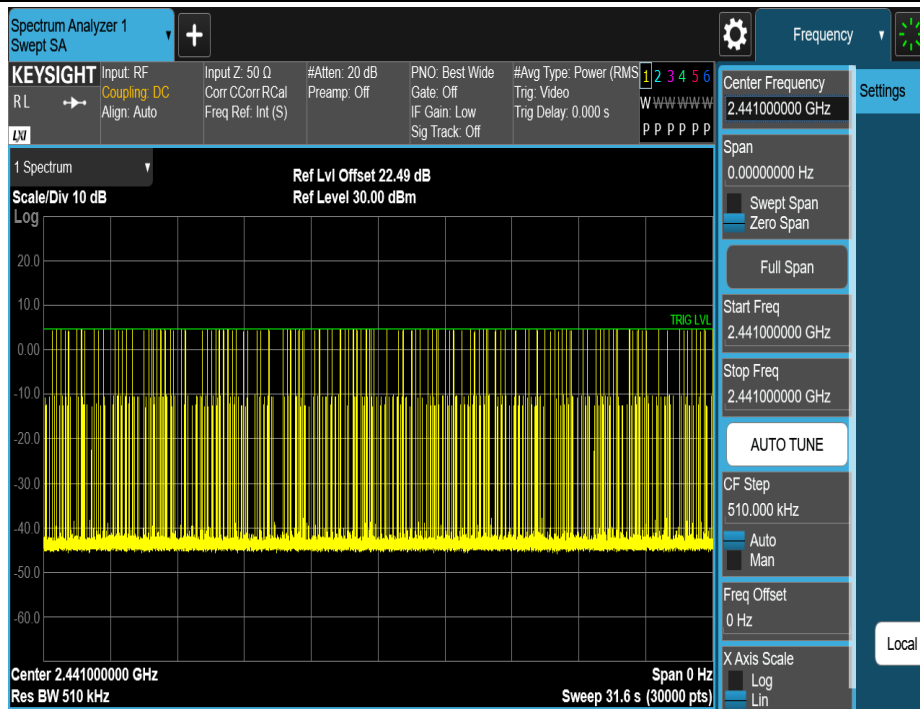 Spectrum Analyzer 1
Swept SA
+
Frequency
KEYSIGHT
R L
LXI
Input: RF
Coupling: DC
Align: Auto
Input Z: 50 Ω
Corr CCorr RCal
Freq Ref: Int (S)
#Atten: 20 dB
Preamp: Off
PNO: Best Wide
Gate: Off
IF Gain: Low
Sig Track: Off
#Avg Type: Power (RMS
Trig: Video
Trig Delay: 0.000 s
1 2 3 4 5 6
W W W W W W
P P P P P P
1 Spectrum
Scale/Div 10 dB
Ref Lvl Offset 22.49 dB
Ref Level 30.00 dBm
Log
20.0
10.0
TRIG LVL
0.00
-10.0
-20.0
-30.0
-40.0
-50.0
-60.0
Center 2.441000000 GHz
Span 0 Hz
Res BW 510 kHz
Sweep 31.6 s (30000 pts)
Center Frequency
2.441000000 GHz
Settings
Span
0.00000000 Hz
Swept Span
Zero Span
Full Span
Start Freq
2.441000000 GHz
Stop Freq
2.441000000 GHz
AUTO TUNE
CF Step
510.000 kHz
Auto
Man
Freq Offset
0 Hz
Local
X Axis Scale
Log
Lin